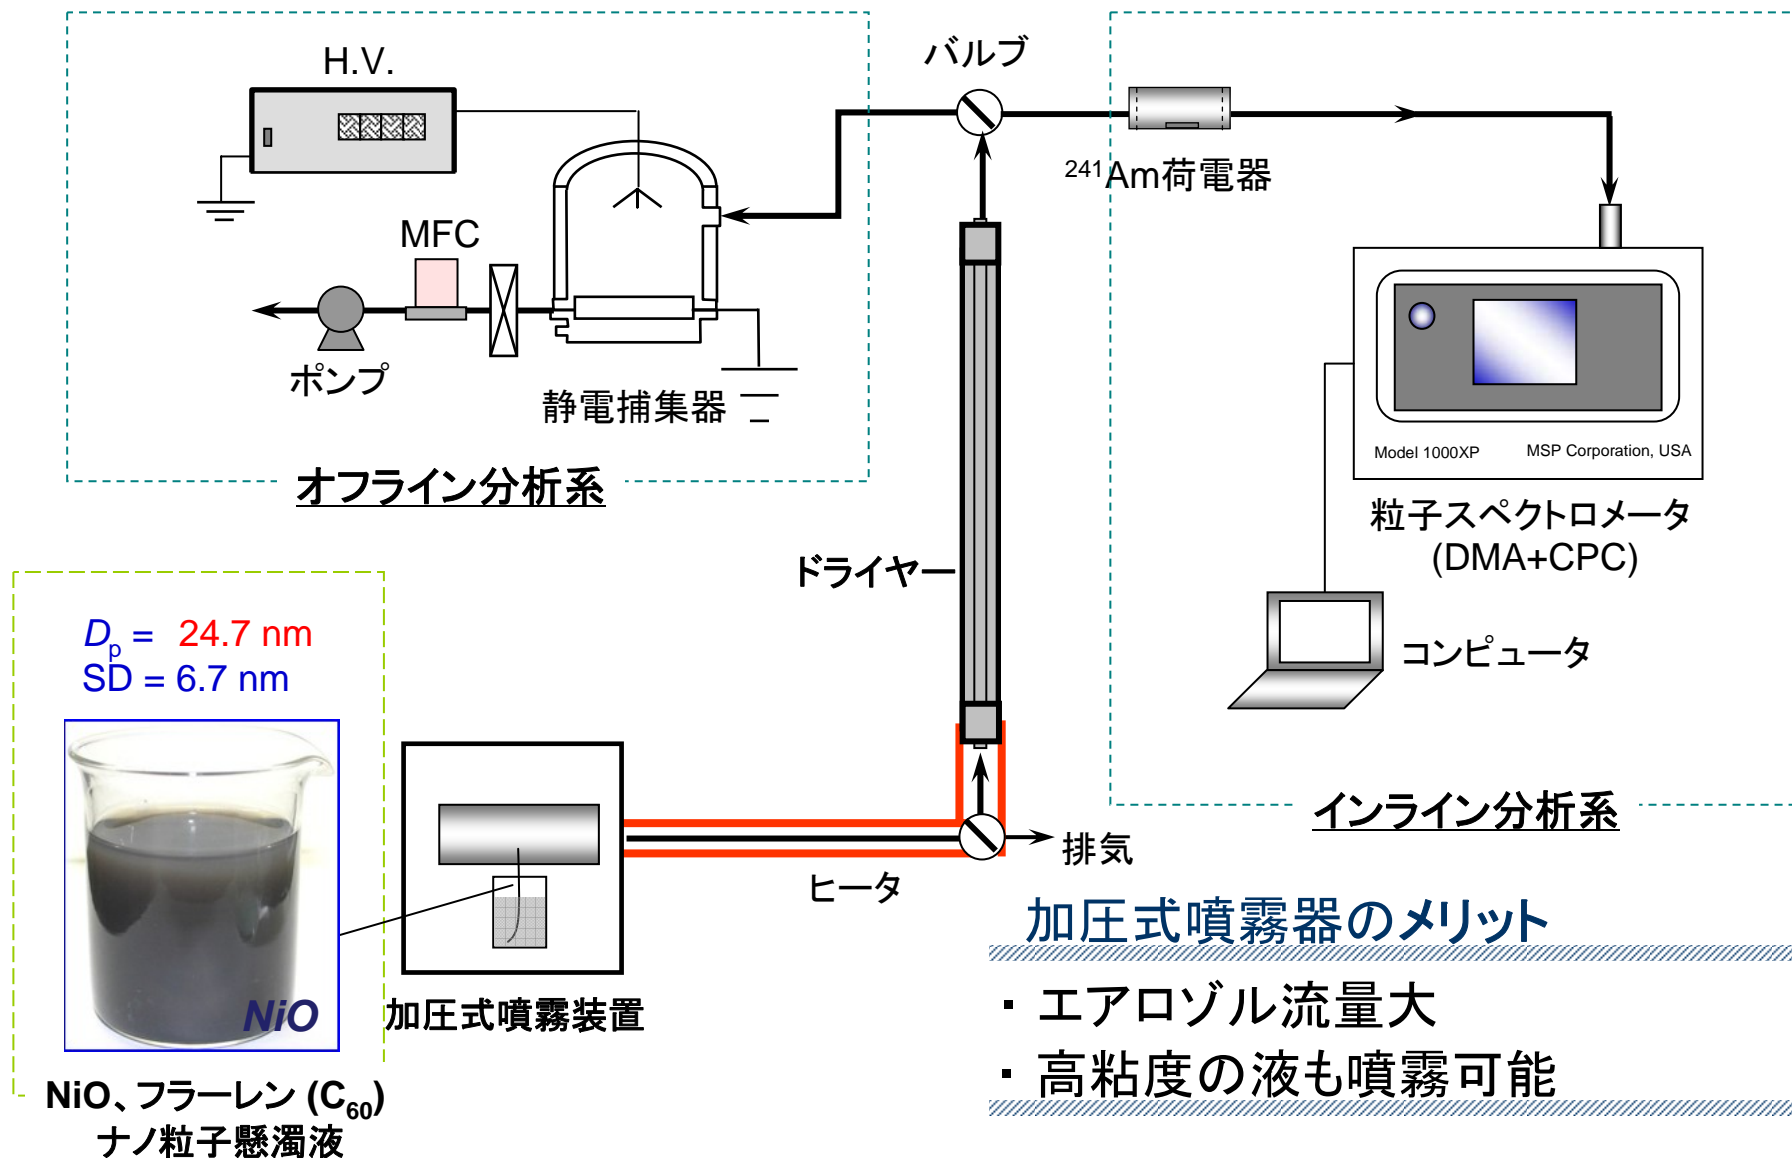 H.V.
バルブ
241Am荷電器
MFC
ポンプ
静電捕集器
オフライン分析系
Model 1000XP
MSP Corporation, USA
粒子スペクトロメータ
(DMA+CPC)
ドライヤー
コンピュータ
インライン分析系
Dp = 24.7 nm
SD = 6.7 nm
NiO
加圧式噴霧装置
NiO、フラーレン (C60)
ナノ粒子懸濁液
ヒータ
排気
加圧式噴霧器のメリット
・エアロゾル流量大
・高粘度の液も噴霧可能